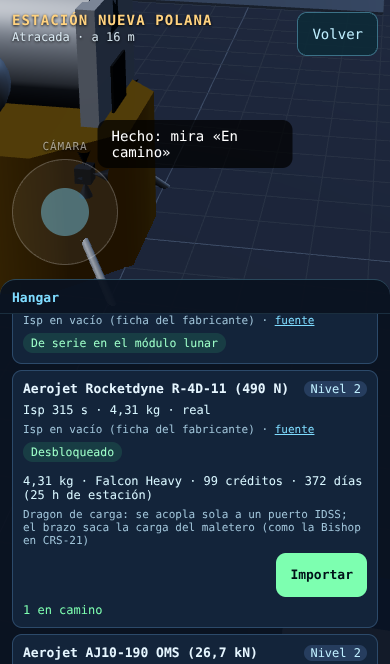 ESTACIÓN NUEVA POLANA
Atracada · a 16 m
Volver
Hecho: mira «En
camino»
CÁMARA
Hangar
Isp en vacío (ficha del fabricante) · fuente
De serie en el módulo lunar
Aerojet Rocketdyne R-4D-11 (490 N)
Nivel 2
Isp 315 s · 4,31 kg · real
Isp en vacío (ficha del fabricante) · fuente
Desbloqueado
4,31 kg · Falcon Heavy · 99 créditos · 372 días
(25 h de estación)
Dragon de carga: se acopla sola a un puerto IDSS;
el brazo saca la carga del maletero (como la Bishop
en CRS-21)
Importar
1 en camino
Aerojet AJ10-190 OMS (26,7 kN)
Nivel 2